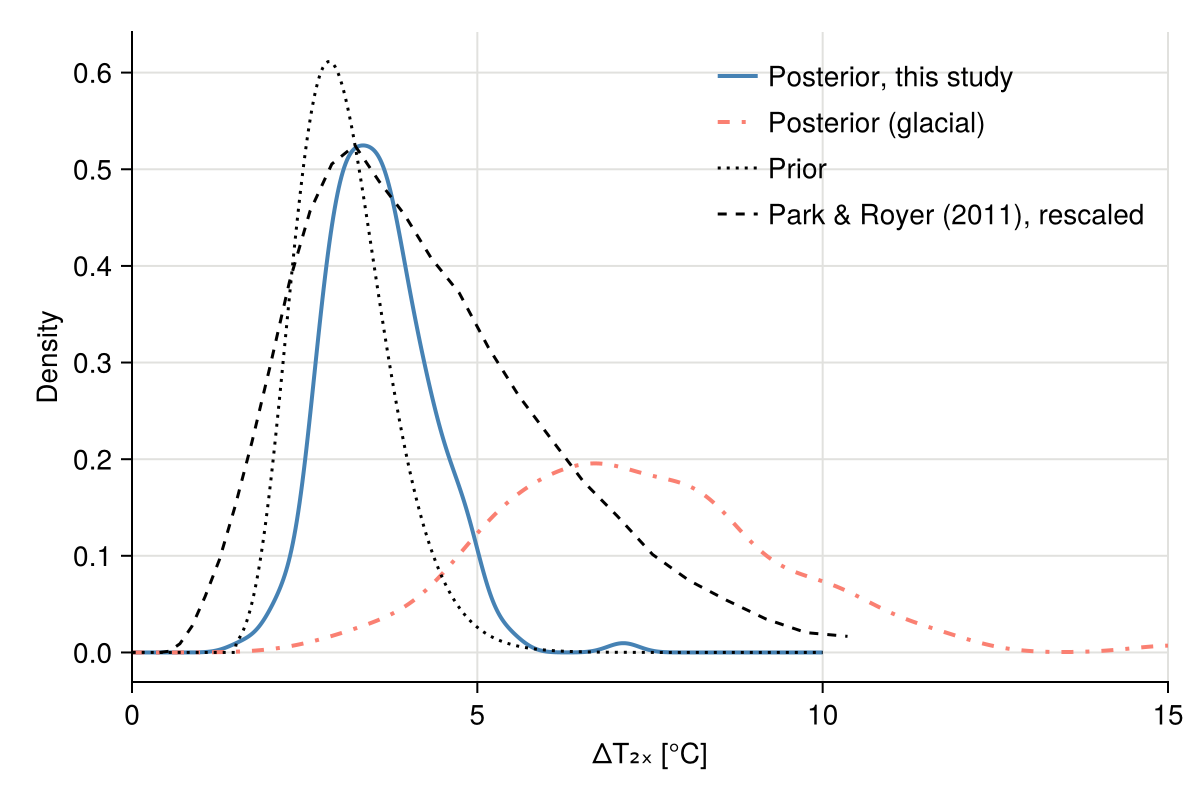 0.6
0.5
0.4
0.3
0.2
0.1
0.0
Density
Posterior, this study
Posterior (glacial)
Prior
Park & Royer (2011), rescaled
0 5 10 15
ΔT₂ₓ [°C]